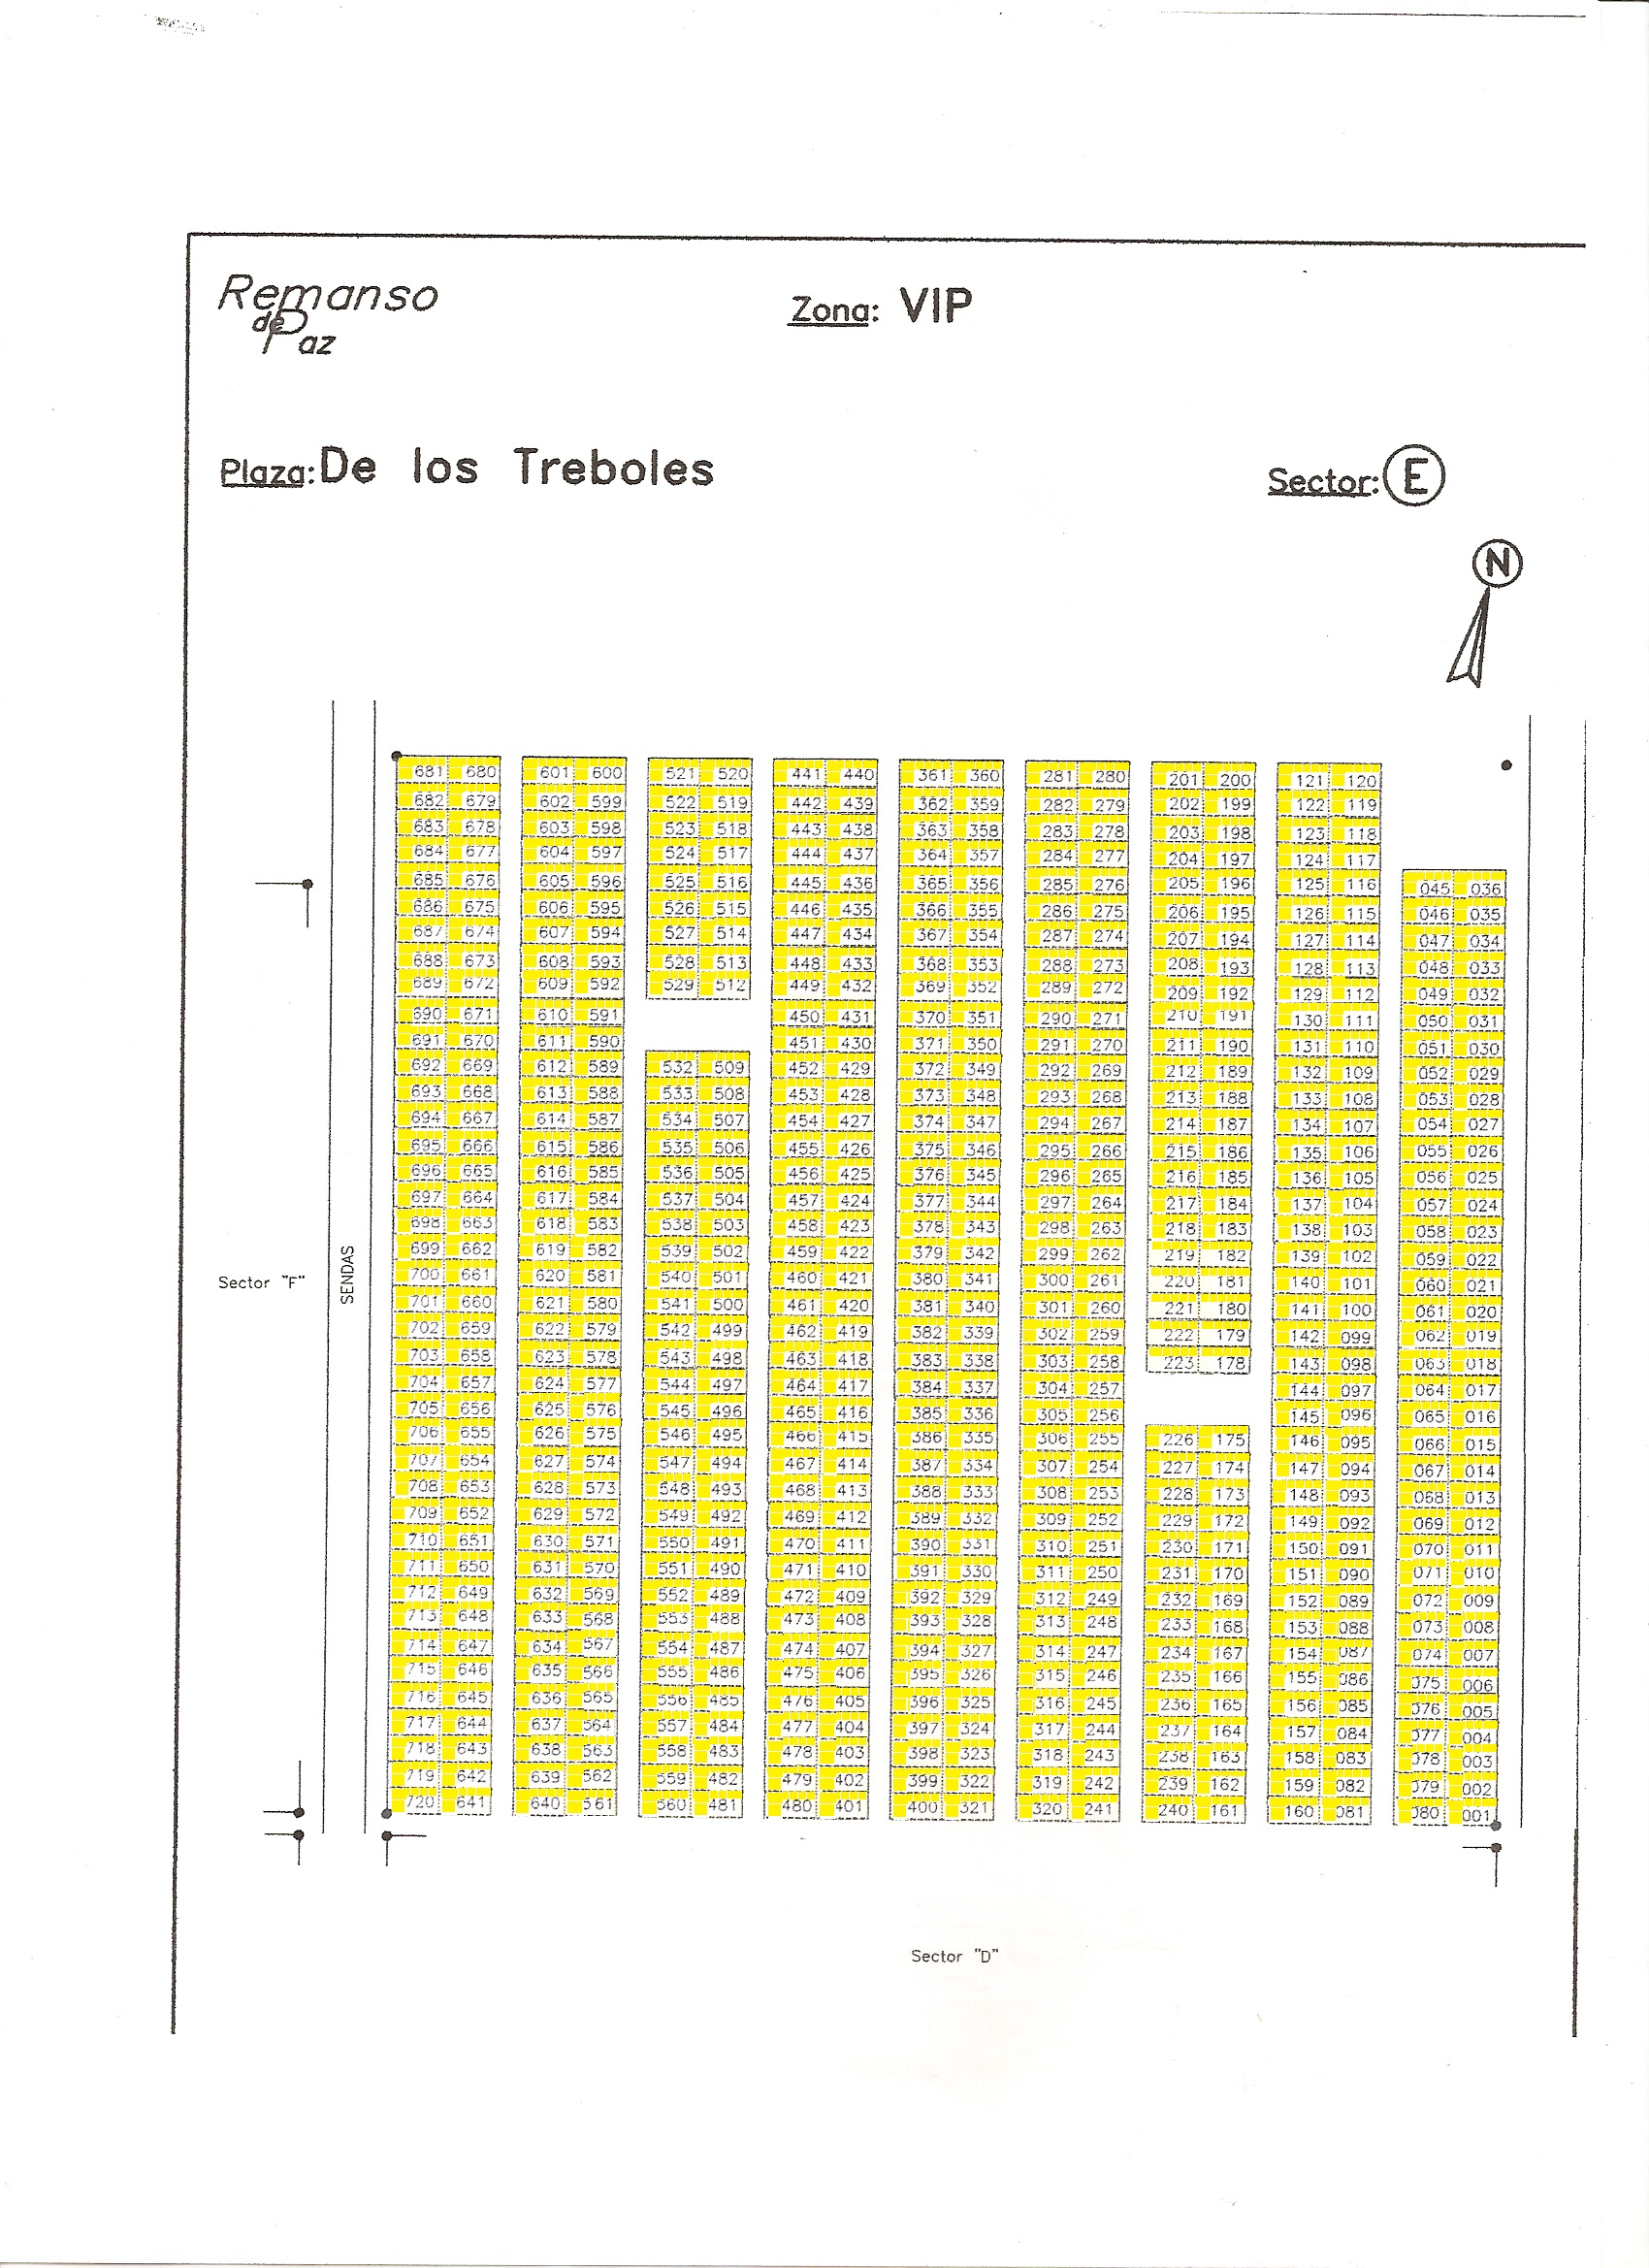 Remanso
de Paz
Zona: VIP
Plaza: De los Treboles
Sector: E
N
681 680 601 600 521 520 441 440 361 360 281 280 201 200 121 120
682 679 602 599 522 519 442 439 362 359 282 279 202 199 122 119
683 678 603 598 523 518 443 438 363 358 283 278 203 198 123 118
684 677 604 597 524 517 444 437 364 357 284 277 204 197 124 117
685 676 605 596 525 516 445 436 365 356 285 276 205 196 125 116 045 036
686 675 606 595 526 515 446 435 366 355 286 275 206 195 126 115 046 035
687 674 607 594 527 514 447 434 367 354 287 274 207 194 127 114 047 034
688 673 608 593 528 513 448 433 368 353 288 273 208 193 128 113 048 033
689 672 609 592 529 512 449 432 369 352 289 272 209 192 129 112 049 032
690 671 610 591 450 431 370 351 290 271 210 191 130 111 050 031
691 670 611 590 451 430 371 350 291 270 211 190 131 110 051 030
692 669 612 589 532 509 452 429 372 349 292 269 212 189 132 109 052 029
693 668 613 588 533 508 453 428 373 348 293 268 213 188 133 108 053 028
694 667 614 587 534 507 454 427 374 347 294 267 214 187 134 107 054 027
695 666 615 586 535 506 455 426 375 346 295 266 215 186 135 106 055 026
696 665 616 585 536 505 456 425 376 345 296 265 216 185 136 105 056 025
697 664 617 584 537 504 457 424 377 344 297 264 217 184 137 104 057 024
698 663 618 583 538 503 458 423 378 343 298 263 218 183 138 103 058 023
699 662 619 582 539 502 459 422 379 342 299 262 219 182 139 102 059 022
700 661 620 581 540 501 460 421 380 341 300 261 220 181 140 101 060 021
701 660 621 580 541 500 461 420 381 340 301 260 221 180 141 100 061 020
702 659 622 579 542 499 462 419 382 339 302 259 222 179 142 099 062 019
703 658 623 578 543 498 463 418 383 338 303 258 223 178 143 098 063 018
704 657 624 577 544 497 464 417 384 337 304 257 144 097 064 017
705 656 625 576 545 496 465 416 385 336 305 256 145 096 065 016
706 655 626 575 546 495 466 415 386 335 306 255 226 175 146 095 066 015
707 654 627 574 547 494 467 414 387 334 307 254 227 174 147 094 067 014
708 653 628 573 548 493 468 413 388 333 308 253 228 173 148 093 068 013
709 652 629 572 549 492 469 412 389 332 309 252 229 172 149 092 069 012
710 651 630 571 550 491 470 411 390 331 310 251 230 171 150 091 070 011
711 650 631 570 551 490 471 410 391 330 311 250 231 170 151 090 071 010
712 649 632 569 552 489 472 409 392 329 312 249 232 169 152 089 072 009
713 648 633 568 553 488 473 408 393 328 313 248 233 168 153 088 073 008
714 647 634 567 554 487 474 407 394 327 314 247 234 167 154 087 074 007
715 646 635 566 555 486 475 406 395 326 315 246 235 166 155 086 075 006
716 645 636 565 556 485 476 405 396 325 316 245 236 165 156 085 076 005
717 644 637 564 557 484 477 404 397 324 317 244 237 164 157 084 077 004
718 643 638 563 558 483 478 403 398 323 318 243 238 163 158 083 078 003
719 642 639 562 559 482 479 402 399 322 319 242 239 162 159 082 079 002
720 641 640 561 560 481 480 401 400 321 320 241 240 161 160 081 080 001
Sector "F"
SENDAS
Sector "D"